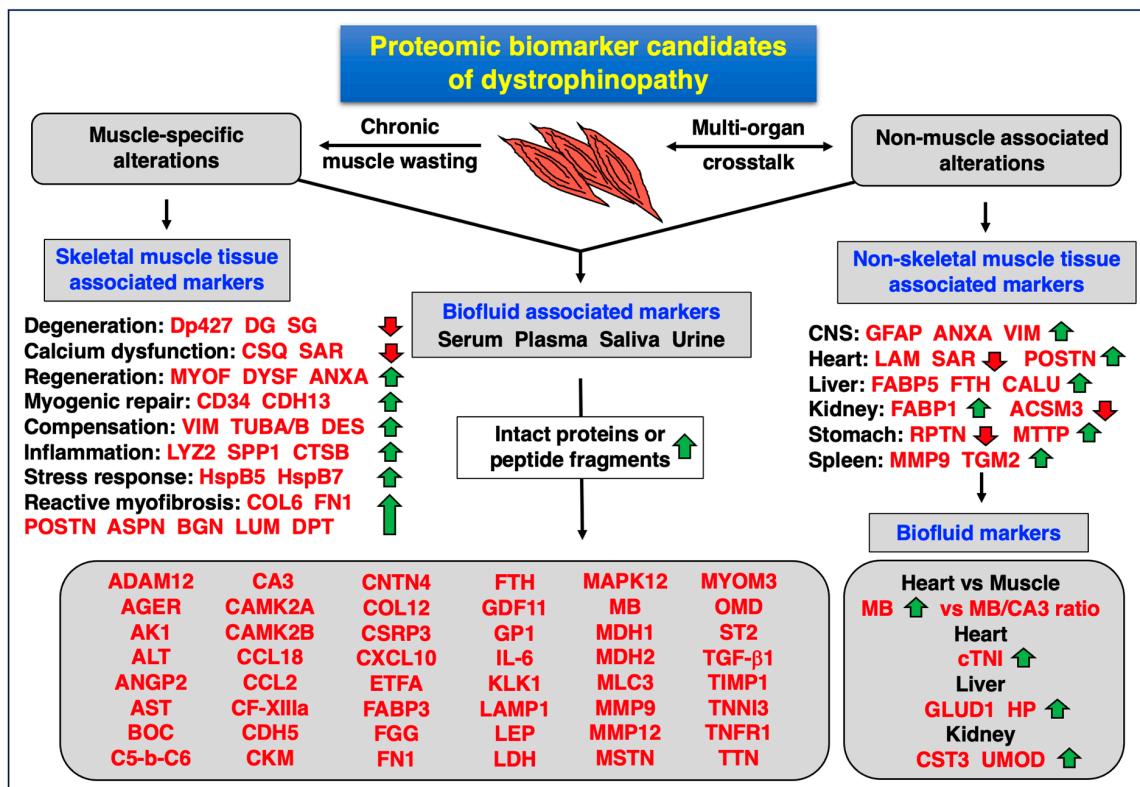 Proteomic biomarker candidates
of dystrophinopathy
Muscle-specific
alterations
Chronic
muscle wasting
Multi-organ
crosstalk
Non-muscle associated
alterations
Skeletal muscle tissue
associated markers
Degeneration: Dp427 DG SG
Calcium dysfunction: CSQ SAR
Regeneration: MYOF DYSF ANXA
Myogenic repair: CD34 CDH13
Compensation: VIM TUBA/B DES
Inflammation: LYZ2 SPP1 CTSB
Stress response: HspB5 HspB7
Reactive myofibrosis: COL6 FN1
POSTN ASPN BGN LUM DPT
Biofluid associated markers
Serum Plasma Saliva Urine
Intact proteins or
peptide fragments
Non-skeletal muscle tissue
associated markers
CNS: GFAP ANXA VIM
Heart: LAM SAR POSTN
Liver: FABP5 FTH CALU
Kidney: FABP1 ACSM3
Stomach: RPTN MTTP
Spleen: MMP9 TGM2
ADAM12 CA3 CNTN4 FTH MAPK12 MYOM3
AGER CAMK2A COL12 GDF11 MB OMD
AK1 CAMK2B CSRP3 GP1 MDH1 ST2
ALT CCL18 CXCL10 IL-6 MDH2 TGF-β1
ANGP2 CCL2 ETFA KLK1 MLC3 TIMP1
AST CF-XIIIa FABP3 LAMP1 MMP9 TNNI3
BOC CDH5 FGG LEP MMP12 TNFR1
C5-b-C6 CKM FN1 LDH MSTN TTN
Biofluid markers
Heart vs Muscle
MB vs MB/CA3 ratio
Heart
cTNI
Liver
GLUD1 HP
Kidney
CST3 UMOD